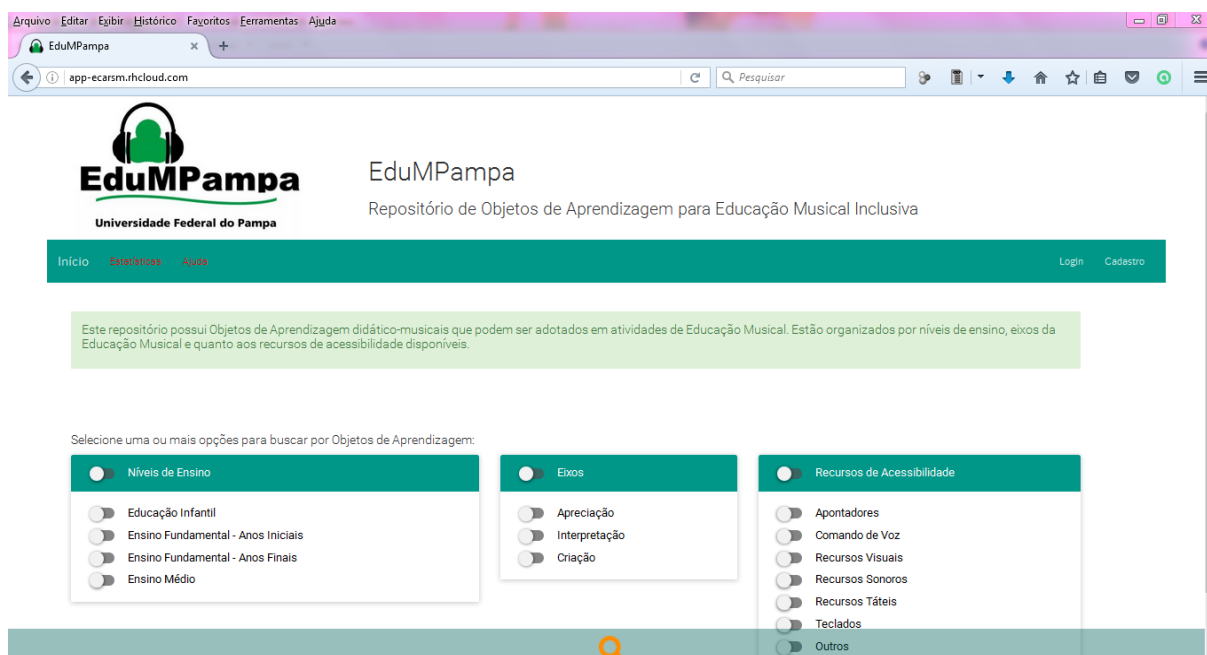 Arquivo Editar Exibir Histórico Favoritos Ferramentas Ajuda
EduMPampa
app-ecarsm.rhcloud.com
Pesquisar
EduMPampa
Universidade Federal do Pampa
EduMPampa
Repositório de Objetos de Aprendizagem para Educação Musical Inclusiva
Início Estatísticas Ajuda Login Cadastro
Este repositório possui Objetos de Aprendizagem didático-musicais que podem ser adotados em atividades de Educação Musical. Estão organizados por níveis de ensino, eixos da
Educação Musical e quanto aos recursos de acessibilidade disponíveis.
Selecione uma ou mais opções para buscar por Objetos de Aprendizagem:
Níveis de Ensino
Educação Infantil
Ensino Fundamental - Anos Iniciais
Ensino Fundamental - Anos Finais
Ensino Médio
Eixos
Apreciação
Interpretação
Criação
Recursos de Acessibilidade
Apontadores
Comando de Voz
Recursos Visuais
Recursos Sonoros
Recursos Táteis
Teclados
Outros